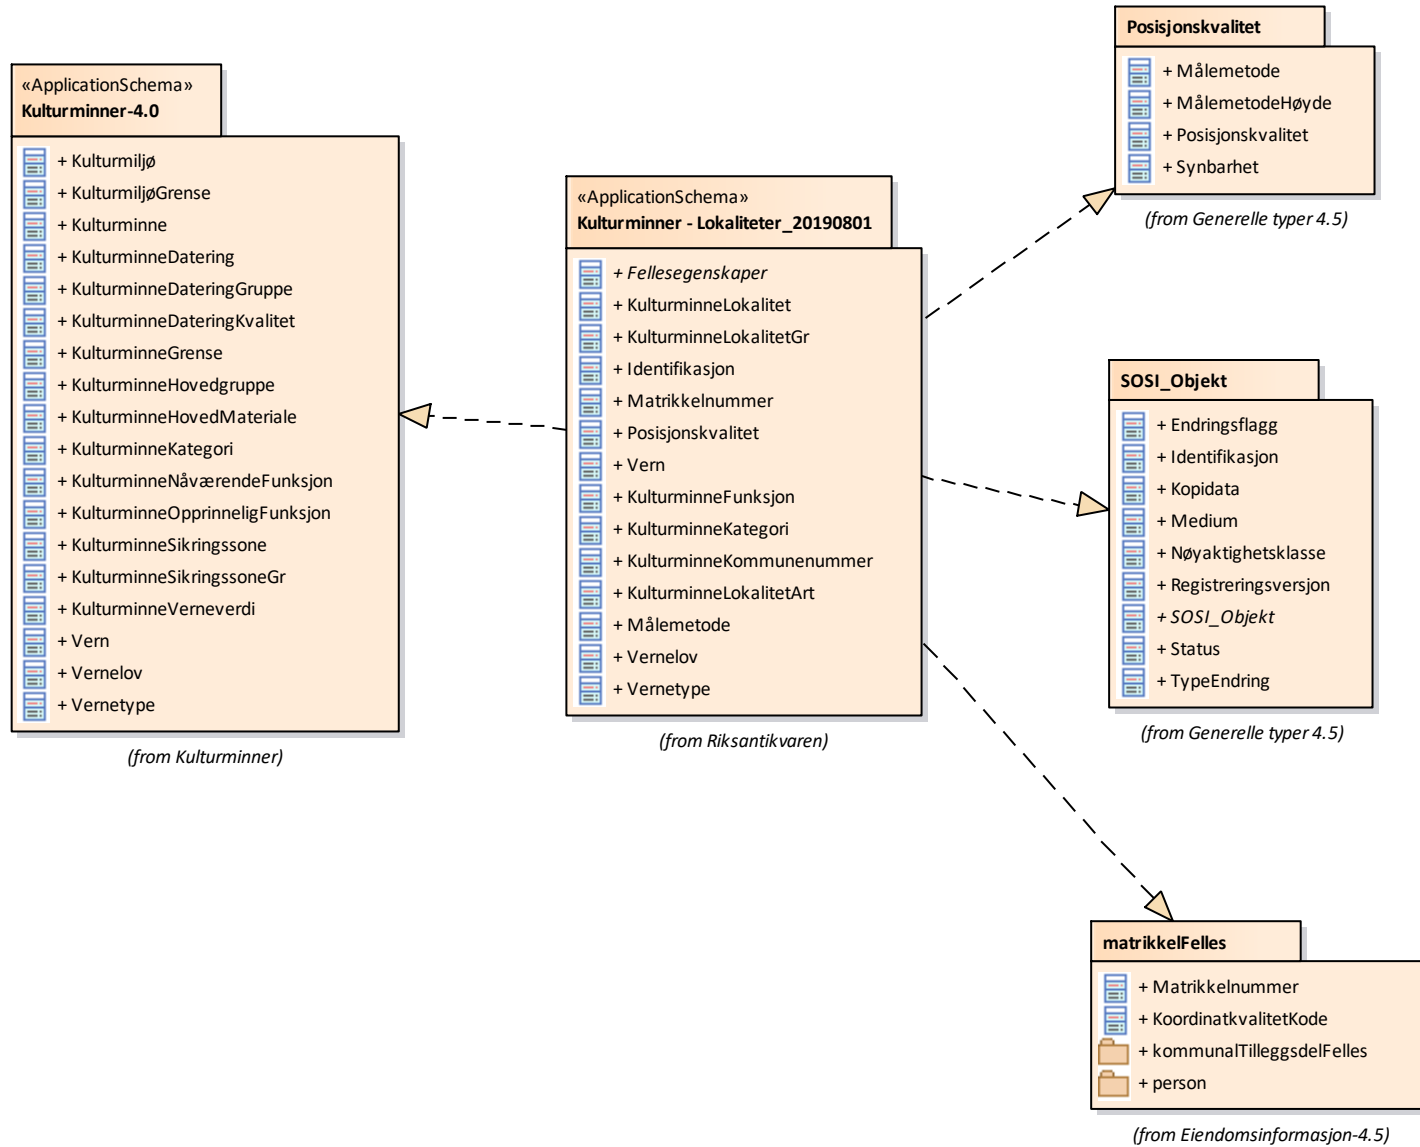 «ApplicationSchema»
Kulturminner-4.0
+ Kulturmiljø
+ KulturmiljøGrense
+ Kulturminne
+ KulturminneDatering
+ KulturminneDateringGruppe
+ KulturminneDateringKvalitet
+ KulturminneGrense
+ KulturminneHovedgruppe
+ KulturminneHovedMateriale
+ KulturminneKategori
+ KulturminneNåværendeFunksjon
+ KulturminneOpprinneligFunksjon
+ KulturminneSikringssone
+ KulturminneSikringssoneGr
+ KulturminneVerneverdi
+ Vern
+ Vernelov
+ Vernetype
(from Kulturminner)
«ApplicationSchema»
Kulturminner - Lokaliteter_20190801
+ Fellesegenskaper
+ KulturminneLokalitet
+ KulturminneLokalitetGr
+ Identifikasjon
+ Matrikkelnummer
+ Posisjonskvalitet
+ Vern
+ KulturminneFunksjon
+ KulturminneKategori
+ KulturminneKommunenummer
+ KulturminneLokalitetArt
+ Målemetode
+ Vernelov
+ Vernetype
(from Riksantikvaren)
Posisjonskvalitet
+ Målemetode
+ MålemetodeHøyde
+ Posisjonskvalitet
+ Synbarhet
(from Generelle typer 4.5)
SOSI_Objekt
+ Endringsflagg
+ Identifikasjon
+ Kopidata
+ Medium
+ Nøyaktighetsklasse
+ Registreringsversjon
+ SOSI_Objekt
+ Status
+ TypeEndring
(from Generelle typer 4.5)
matrikkelFelles
+ Matrikkelnummer
+ KoordinatkvalitetKode
+ kommunalTilleggsdelFelles
+ person
(from Eiendomsinformasjon-4.5)